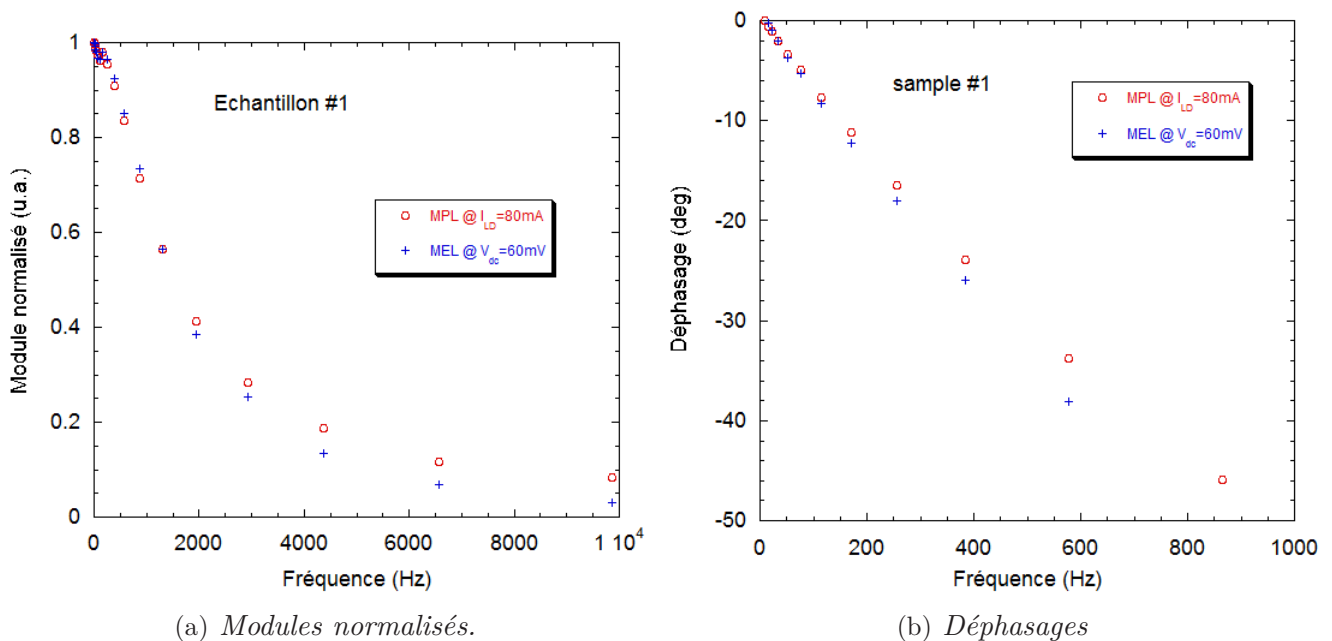 Module normalisé (u.a.)
1
0.8
0.6
0.4
0.2
0
Echantillon #1
MPL @ I_LD=80mA
MEL @ V_dc=60mV
0 2000 4000 6000 8000 1 10^4
Fréquence (Hz)
(a) Modules normalisés.
Déphasage (deg)
0
-10
-20
-30
-40
-50
sample #1
MPL @ I_LD=80mA
MEL @ V_dc=60mV
0 200 400 600 800 1000
Fréquence (Hz)
(b) Déphasages